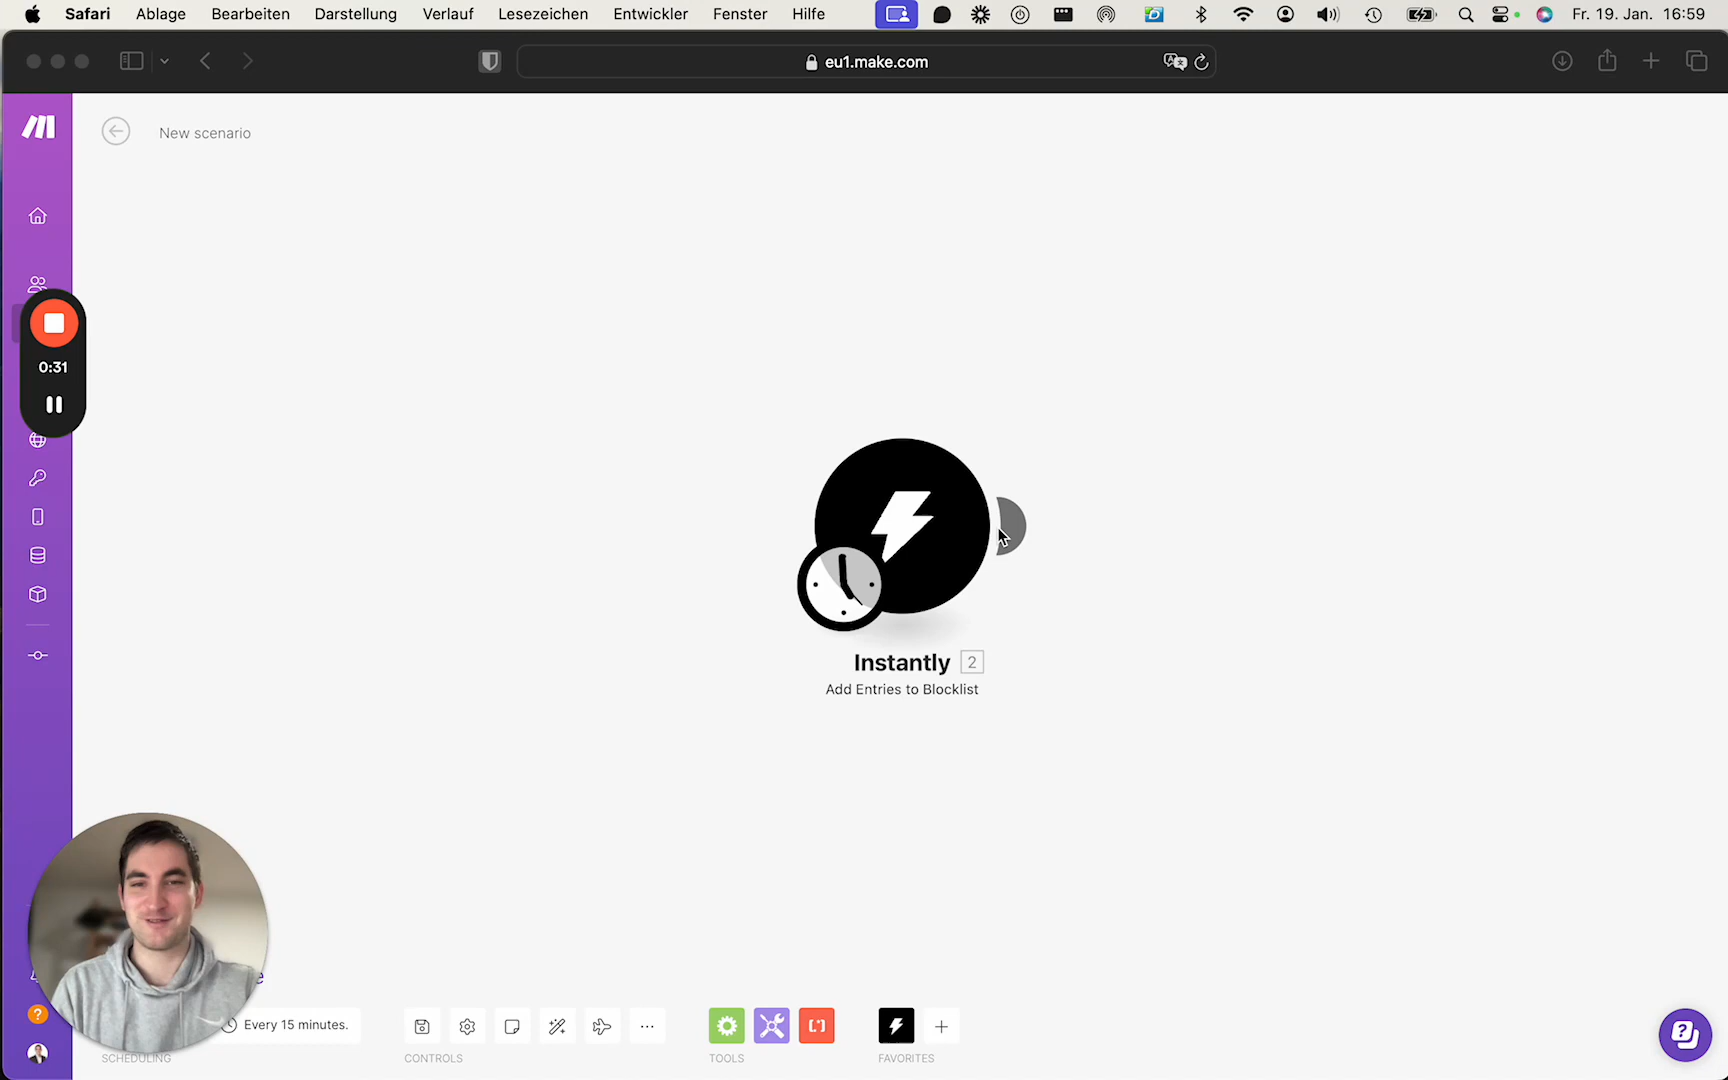 Safari Ablage Bearbeiten Darstellung Verlauf Lesezeichen Entwickler Fenster Hilfe Fr. 19. Jan. 16:59
eu1.make.com
New scenario
0:31
Instantly 2
Add Entries to Blocklist
Every 15 minutes.
SCHEDULING CONTROLS TOOLS FAVORITES